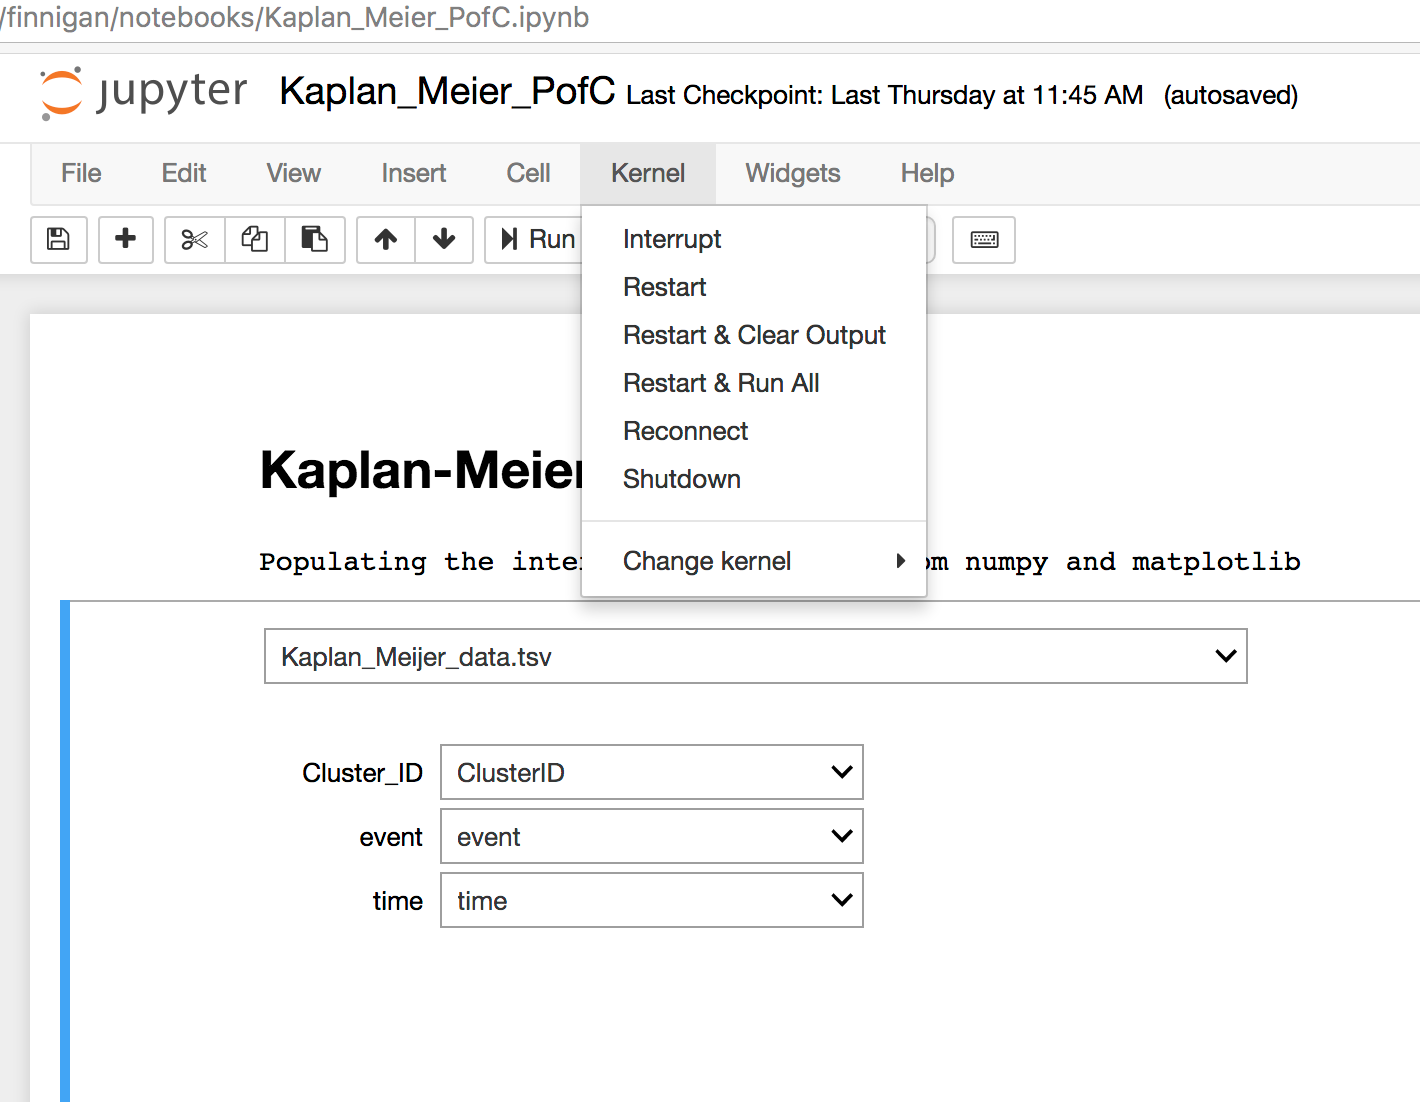 /finnigan/notebooks/Kaplan_Meier_PofC.ipynb
jupyter Kaplan_Meier_PofC Last Checkpoint: Last Thursday at 11:45 AM (autosaved)
File Edit View Insert Cell Kernel Widgets Help
Run
Interrupt
Restart
Restart & Clear Output
Restart & Run All
Reconnect
Shutdown
Change kernel
Kaplan-Meier
Populating the numpy and matplotlib
Kaplan_Meijer_data.tsv
Cluster_ID ClusterID
event event
time time